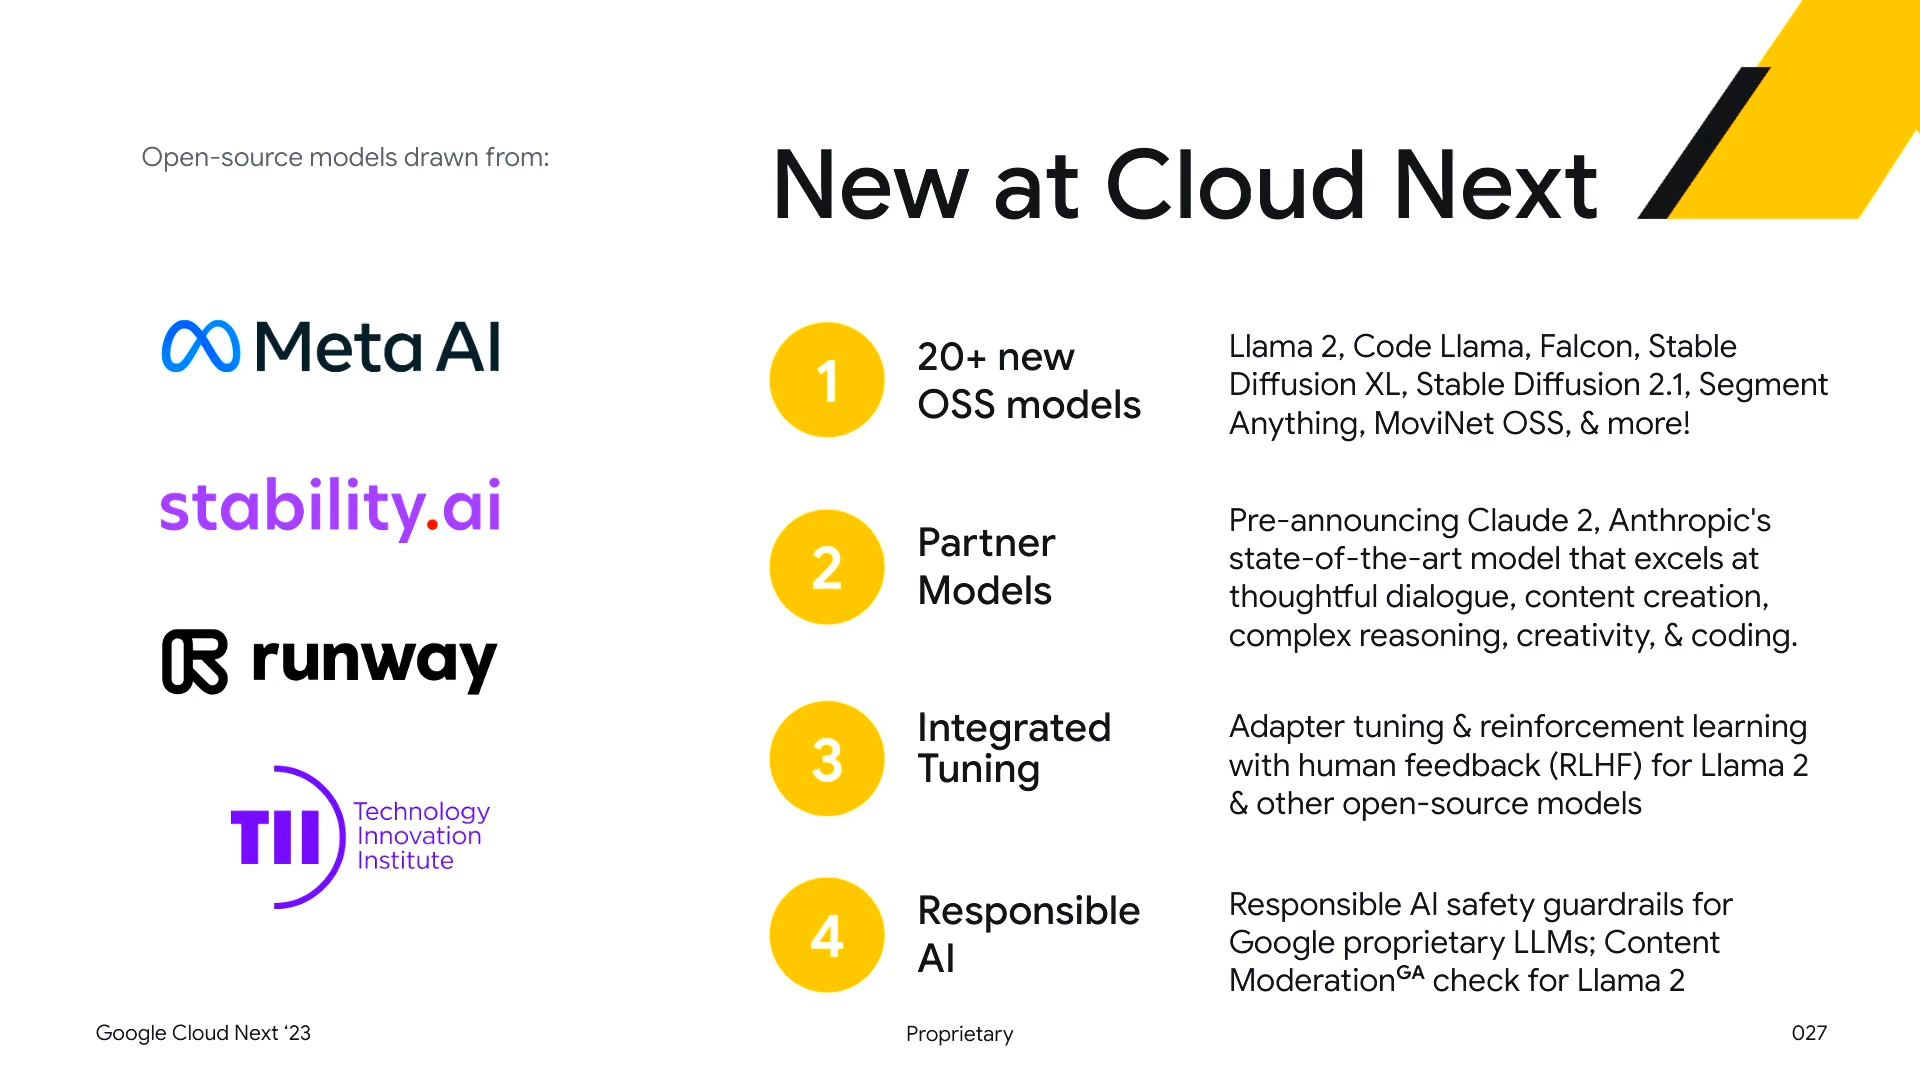 Open-source models drawn from:
Meta AI
stability.ai
runway
TII
Technology
Innovation
Institute
New at Cloud Next
1
20+ new
OSS models
Llama 2, Code Llama, Falcon, Stable
Diffusion XL, Stable Diffusion 2.1, Segment
Anything, MoviNet OSS, & more!
2
Partner
Models
Pre-announcing Claude 2, Anthropic's
state-of-the-art model that excels at
thoughtful dialogue, content creation,
complex reasoning, creativity, & coding.
3
Integrated
Tuning
Adapter tuning & reinforcement learning
with human feedback (RLHF) for Llama 2
& other open-source models
4
Responsible
AI
Responsible AI safety guardrails for
Google proprietary LLMs; Content
Moderationᴳᴬ check for Llama 2
Google Cloud Next ‘23
Proprietary
027